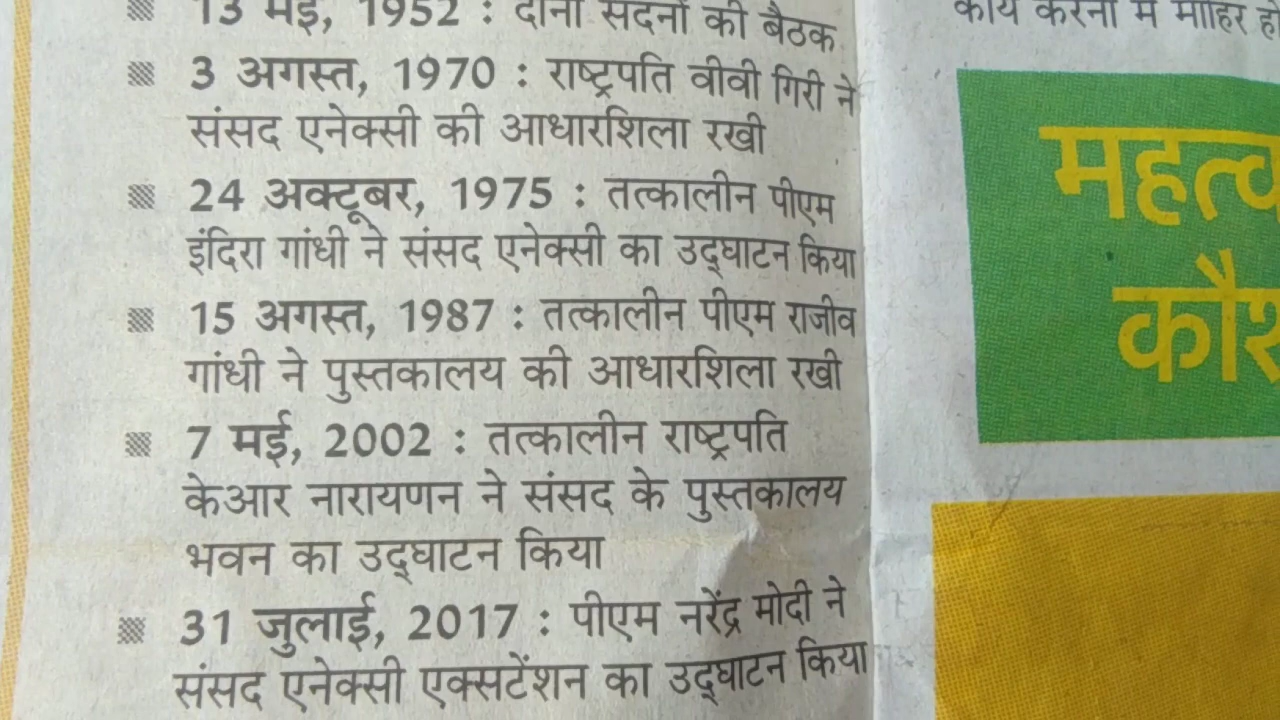 13 मई, 1952 : दोनों सदनों की बैठक
3 अगस्त, 1970 : राष्ट्रपति वीवी गिरी ने
संसद एनेक्सी की आधारशिला रखी
24 अक्टूबर, 1975 : तत्कालीन पीएम
इंदिरा गांधी ने संसद एनेक्सी का उद्घाटन किया
15 अगस्त, 1987 : तत्कालीन पीएम राजीव
गांधी ने पुस्तकालय की आधारशिला रखी
7 मई, 2002 : तत्कालीन राष्ट्रपति
केआर नारायणन ने संसद के पुस्तकालय
भवन का उद्घाटन किया
31 जुलाई, 2017 : पीएम नरेंद्र मोदी ने
संसद एनेक्सी एक्सटेंशन का उद्घाटन किया
कार्य करना में माहिर हो